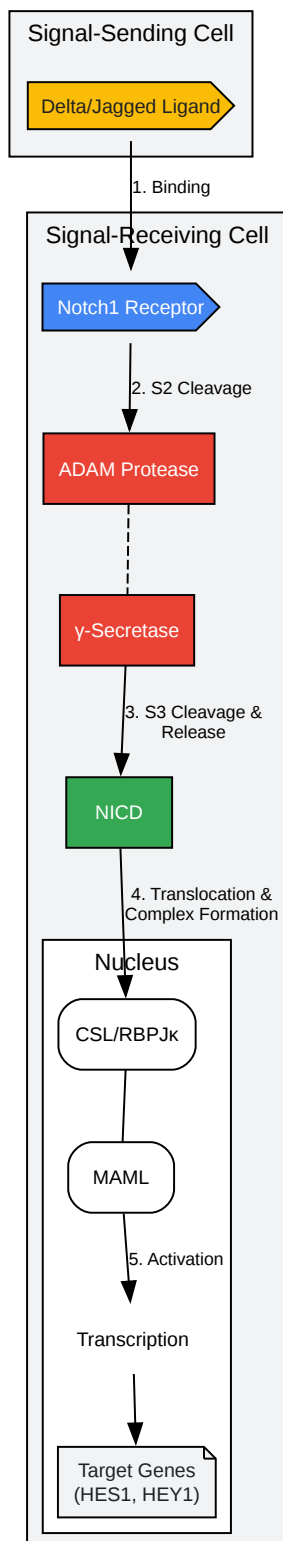 Signal-Sending Cell
Delta/Jagged Ligand
1. Binding
Signal-Receiving Cell
Notch1 Receptor
2. S2 Cleavage
ADAM Protease
γ-Secretase
3. S3 Cleavage &
Release
NICD
4. Translocation &
Complex Formation
Nucleus
CSL/RBPJκ
MAML
5. Activation
Transcription
Target Genes
(HES1, HEY1)